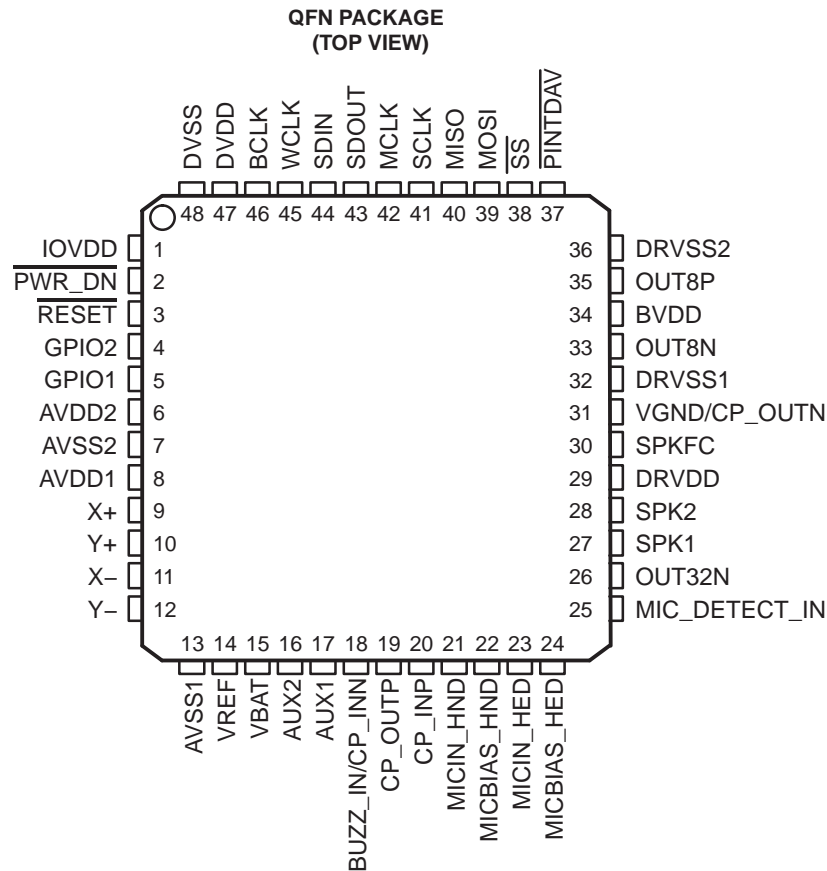 QFN PACKAGE
(TOP VIEW)
DVSS
DVDD
BCLK
WCLK
SDIN
SDOUT
MCLK
SCLK
MISO
MOSI
SS
PINTDAV
48 47 46 45 44 43 42 41 40 39 38 37
IOVDD 1
PWR_DN 2
RESET 3
GPIO2 4
GPIO1 5
AVDD2 6
AVSS2 7
AVDD1 8
X+ 9
Y+ 10
X− 11
Y− 12
36 DRVSS2
35 OUT8P
34 BVDD
33 OUT8N
32 DRVSS1
31 VGND/CP_OUTN
30 SPKFC
29 DRVDD
28 SPK2
27 SPK1
26 OUT32N
25 MIC_DETECT_IN
13 14 15 16 17 18 19 20 21 22 23 24
AVSS1
VREF
VBAT
AUX2
AUX1
BUZZ_IN/CP_INN
CP_OUTP
CP_INP
MICIN_HND
MICBIAS_HND
MICIN_HED
MICBIAS_HED